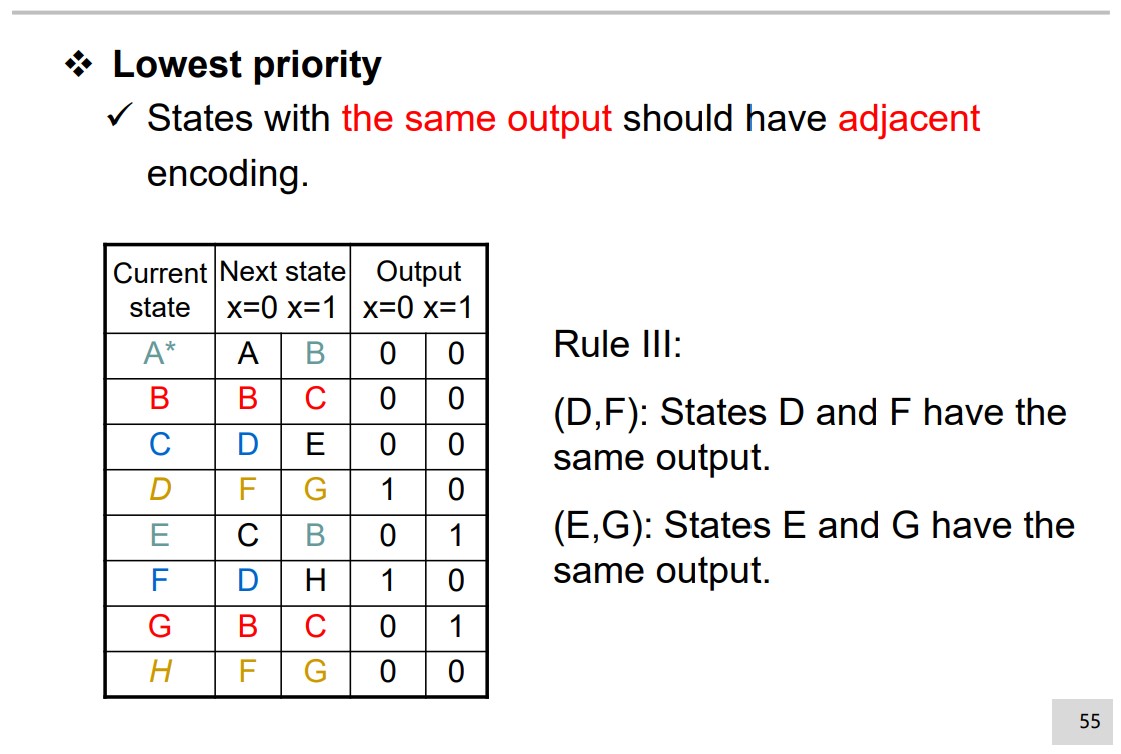 ❖ Lowest priority
✓ States with the same output should have adjacent
encoding.
Current Next state Output
state x=0 x=1 x=0 x=1
A* A B 0 0
B B C 0 0
C D E 0 0
D F G 1 0
E C B 0 1
F D H 1 0
G B C 0 1
H F G 0 0
Rule III:
(D,F): States D and F have the
same output.
(E,G): States E and G have the
same output.
55